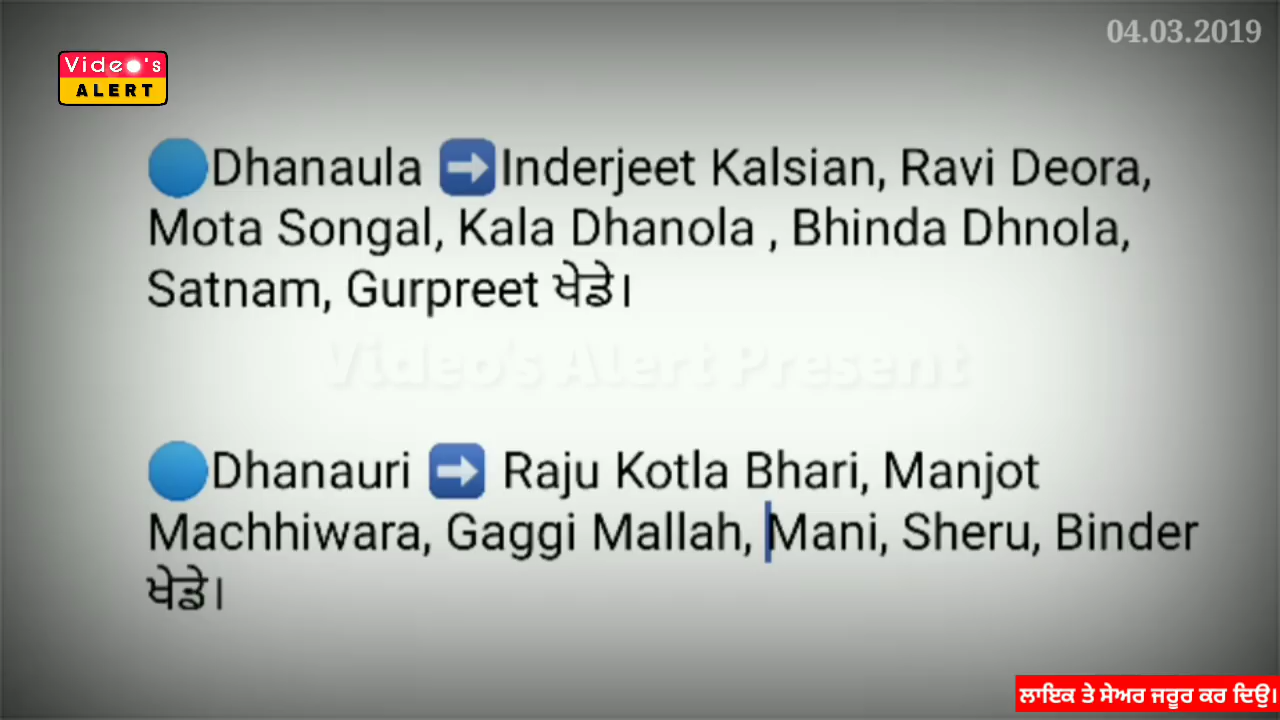 04.03.2019
Video's
ALERT
🔵Dhanaula ➡️Inderjeet Kalsian, Ravi Deora,
Mota Songal, Kala Dhanola , Bhinda Dhnola,
Satnam, Gurpreet ਖੇਡੇ।
Video's Alert Present
🔵Dhanauri ➡️ Raju Kotla Bhari, Manjot
Machhiwara, Gaggi Mallah, Mani, Sheru, Binder
ਖੇਡੇ।
ਲਾਇਕ ਤੇ ਸੇਅਰ ਜਰੂਰ ਕਰ ਦਿਉ।